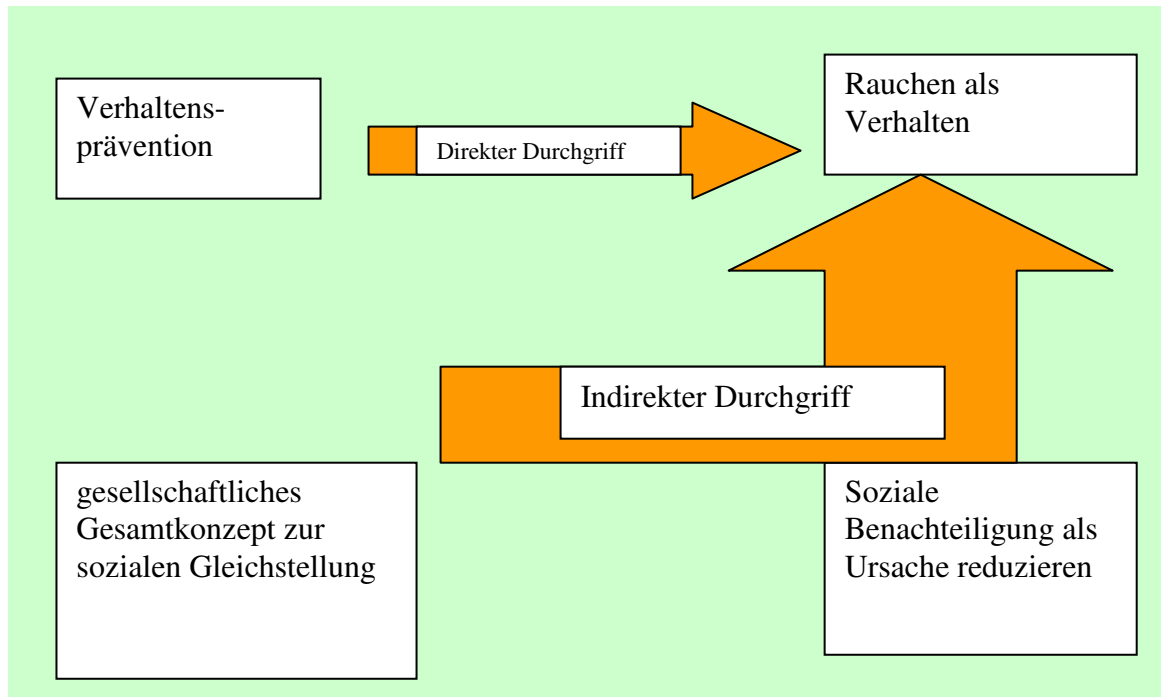 Verhaltens-
prävention
Direkter Durchgriff
Rauchen als
Verhalten
Indirekter Durchgriff
gesellschaftliches
Gesamtkonzept zur
sozialen Gleichstellung
Soziale
Benachteiligung als
Ursache reduzieren